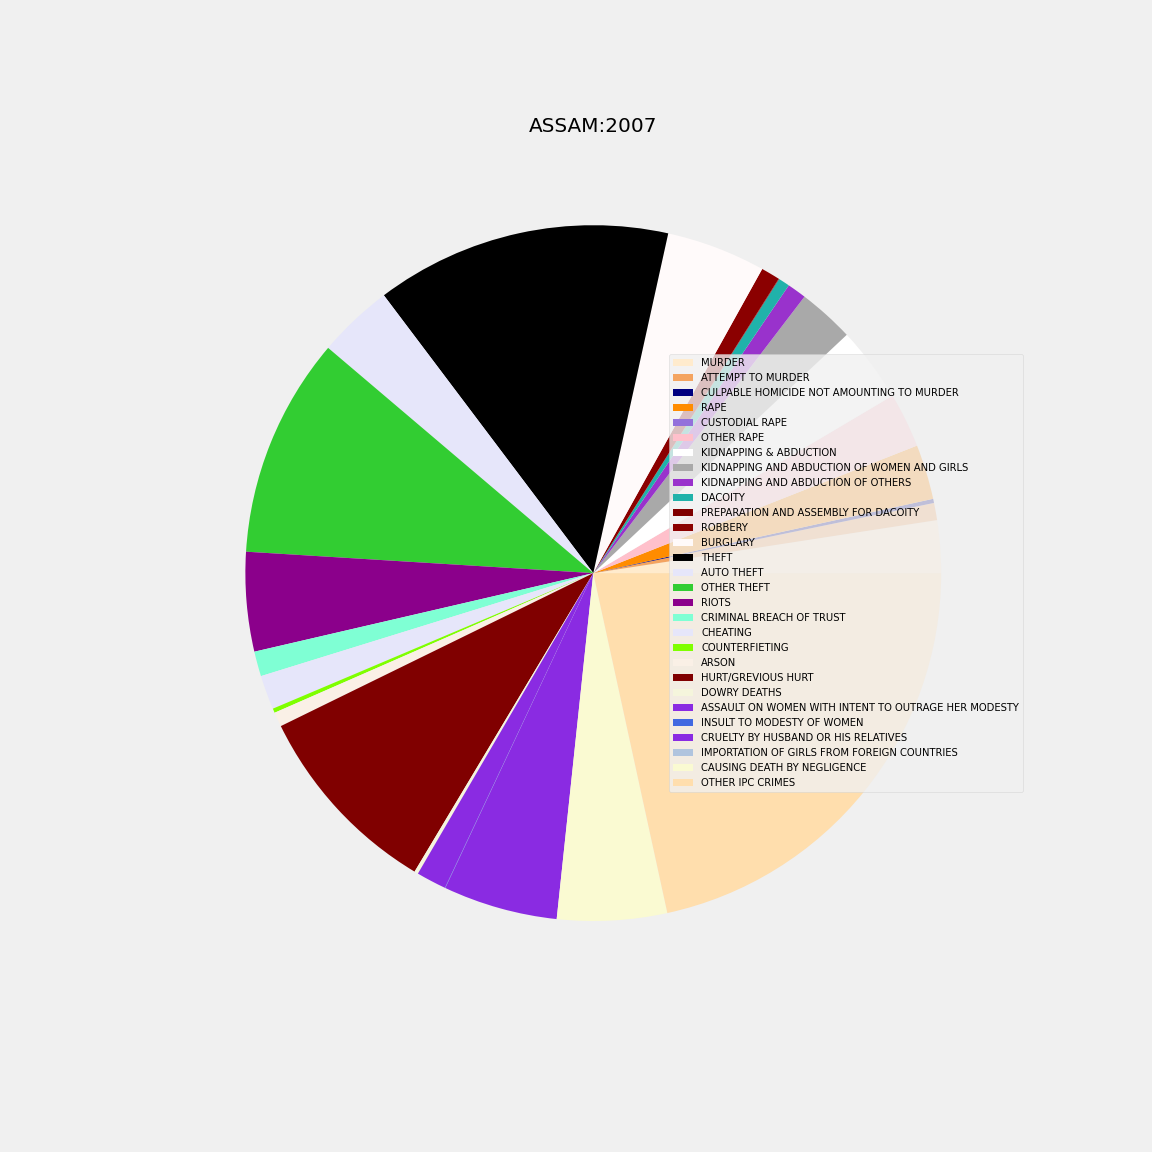 ASSAM:2007
MURDER
ATTEMPT TO MURDER
CULPABLE HOMICIDE NOT AMOUNTING TO MURDER
RAPE
CUSTODIAL RAPE
OTHER RAPE
KIDNAPPING & ABDUCTION
KIDNAPPING AND ABDUCTION OF WOMEN AND GIRLS
KIDNAPPING AND ABDUCTION OF OTHERS
DACOITY
PREPARATION AND ASSEMBLY FOR DACOITY
ROBBERY
BURGLARY
THEFT
AUTO THEFT
OTHER THEFT
RIOTS
CRIMINAL BREACH OF TRUST
CHEATING
COUNTERFIETING
ARSON
HURT/GREVIOUS HURT
DOWRY DEATHS
ASSAULT ON WOMEN WITH INTENT TO OUTRAGE HER MODESTY
INSULT TO MODESTY OF WOMEN
CRUELTY BY HUSBAND OR HIS RELATIVES
IMPORTATION OF GIRLS FROM FOREIGN COUNTRIES
CAUSING DEATH BY NEGLIGENCE
OTHER IPC CRIMES